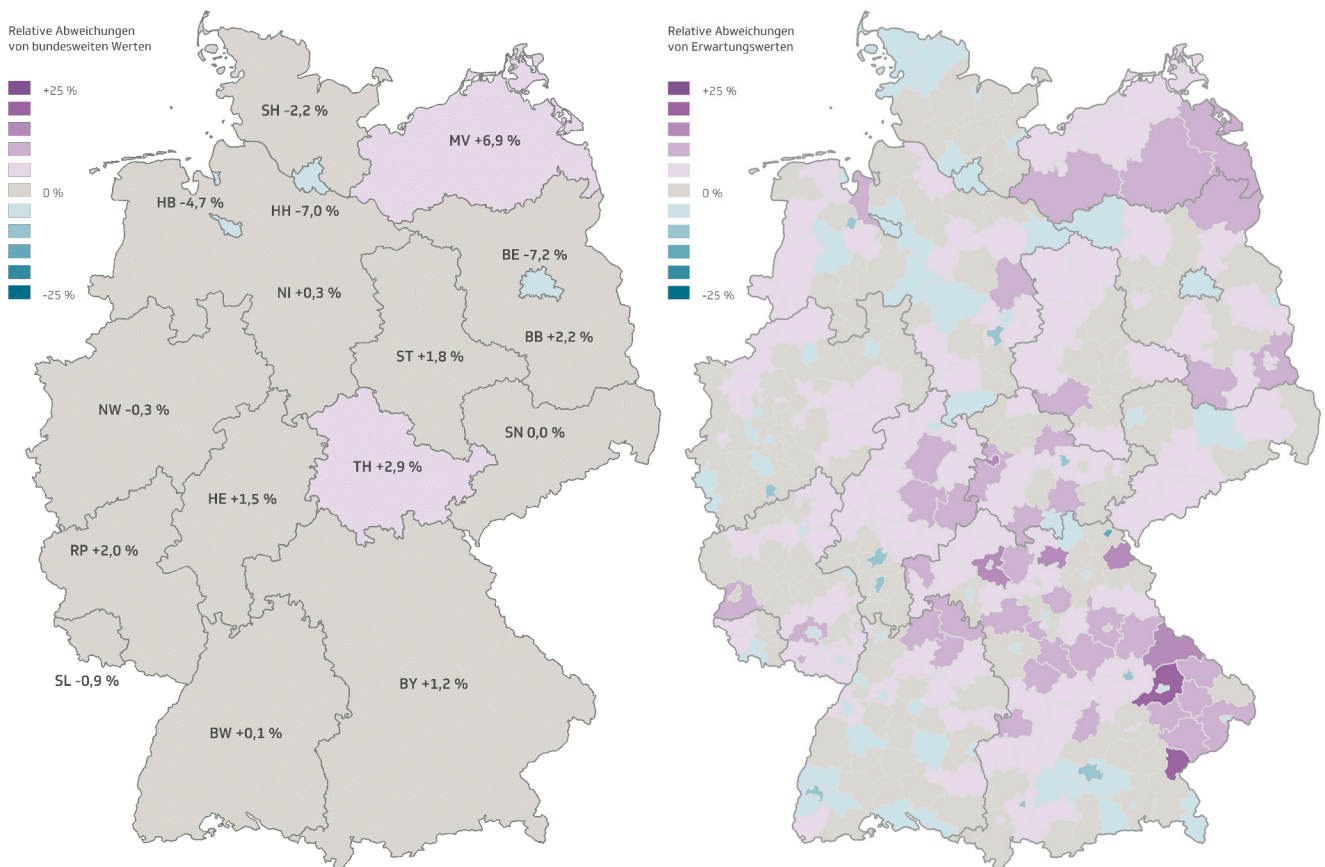 Relative Abweichungen
von bundesweiten Werten
+25 %
0 %
-25 %
SH -2,2 %
MV +6,9 %
HB -4,7 %
HH -7,0 %
BE -7,2 %
NI +0,3 %
BB +2,2 %
ST +1,8 %
NW -0,3 %
SN 0,0 %
TH +2,9 %
HE +1,5 %
RP +2,0 %
SL -0,9 %
BY +1,2 %
BW +0,1 %
Relative Abweichungen
von Erwartungswerten
+25 %
0 %
-25 %